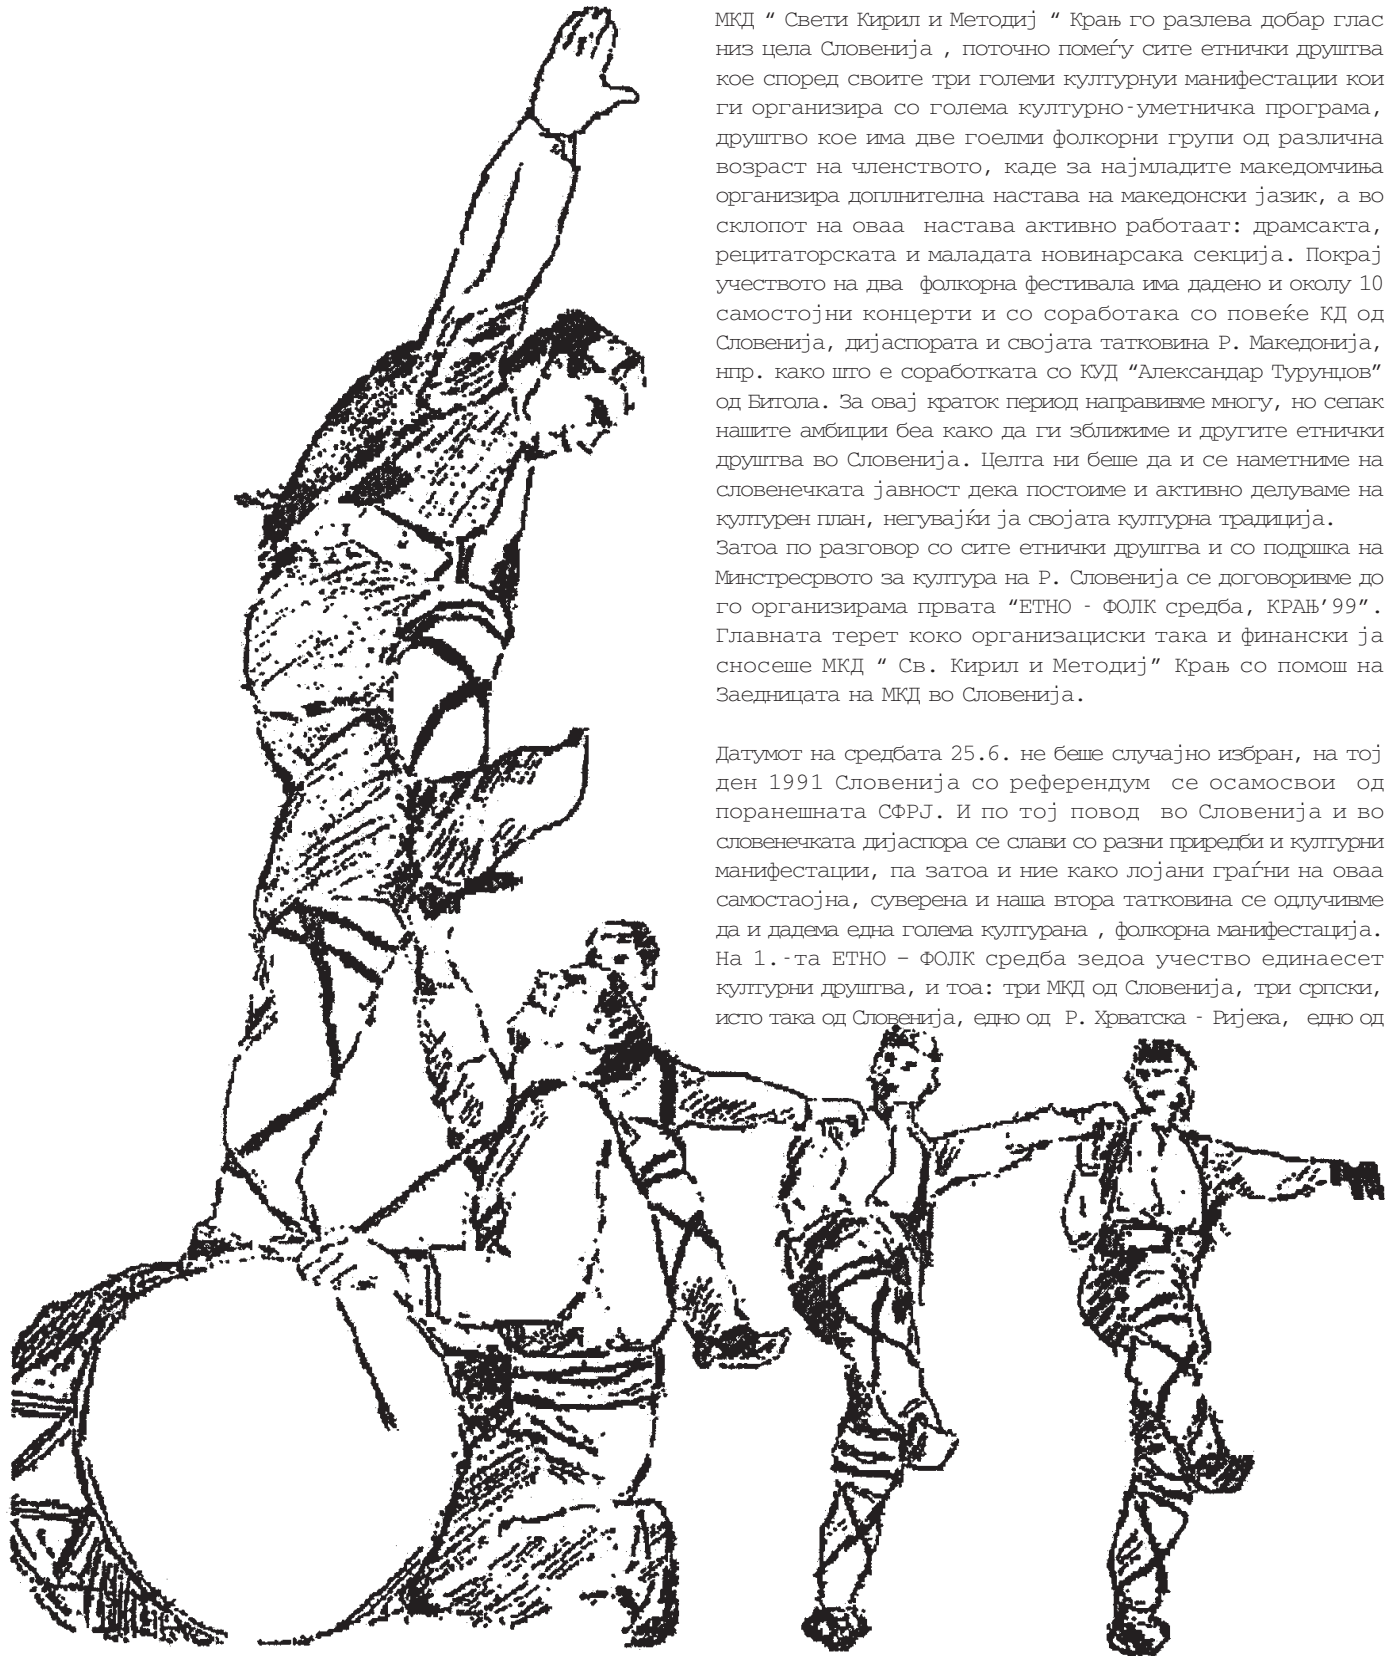 МКД “ Свети Кирил и Методиј “ Крањ го разлева добар глас
низ цела Словенија , поточно помеѓу сите етнички друштва
кое според своите три големи културнуи манифестации кои
ги организира со голема културно-уметничка програма,
друштво кое има две гоелми фолкорни групи од различна
возраст на членството, каде за најмладите македомчиња
организира доплнителна настава на македонски јазик, а во
склопот на оваа настава активно работаат: драмсакта,
рецитаторската и маладата новинарсака секција. Покрај
учеството на два фолкорна фестивала има дадено и околу 10
самостојни концерти и со соработака со повеќе КД од
Словенија, дијаспората и својата татковина Р. Македонија,
нпр. како што е соработката со КУД “Александар Турунџов”
од Битола. За овај краток период направивме многу, но сепак
нашите амбиции беа како да ги зближиме и другите етнички
друштва во Словенија. Целта ни беше да и се наметниме на
словенечката јавност дека постоиме и активно делуваме на
културен план, негувајќи ја својата културна традиција.
Затоа по разговор со сите етнички друштва и со подршка на
Минстресрвото за култура на Р. Словенија се договоривме до
го организирама првата “ЕТНО - ФОЛК средба, КРАЊ’99”.
Главната терет коко организациски така и финански ја
сносеше МКД “ Св. Кирил и Методиј” Крањ со помош на
Заедницата на МКД во Словенија.

Датумот на средбата 25.6. не беше случајно избран, на тој
ден 1991 Словенија со референдум се осамосвои од
поранешната СФРЈ. И по тој повод во Словенија и во
словенечката дијаспора се слави со разни приредби и културни
манифестации, па затоа и ние како лојани граѓни на оваа
самостаојна, суверена и наша втора татковина се одлучивме
да и дадема една голема културана , фолкорна манифестација.
На 1.-та ЕТНО – ФОЛК средба зедоа учество единаесет
културни друштва, и тоа: три МКД од Словенија, три српски,
исто така од Словенија, едно од Р. Хрватска - Ријека, едно од